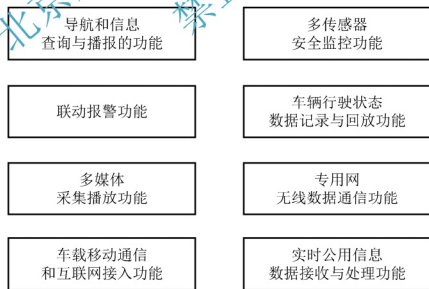 导航和信息
查询与播报的功能
多传感器
安全监控功能
联动报警功能
车辆行驶状态
数据记录与回放功能
多媒体
采集播放功能
专用网
无线数据通信功能
车载移动通信
和互联网接入功能
实时公用信息
数据接收与处理功能